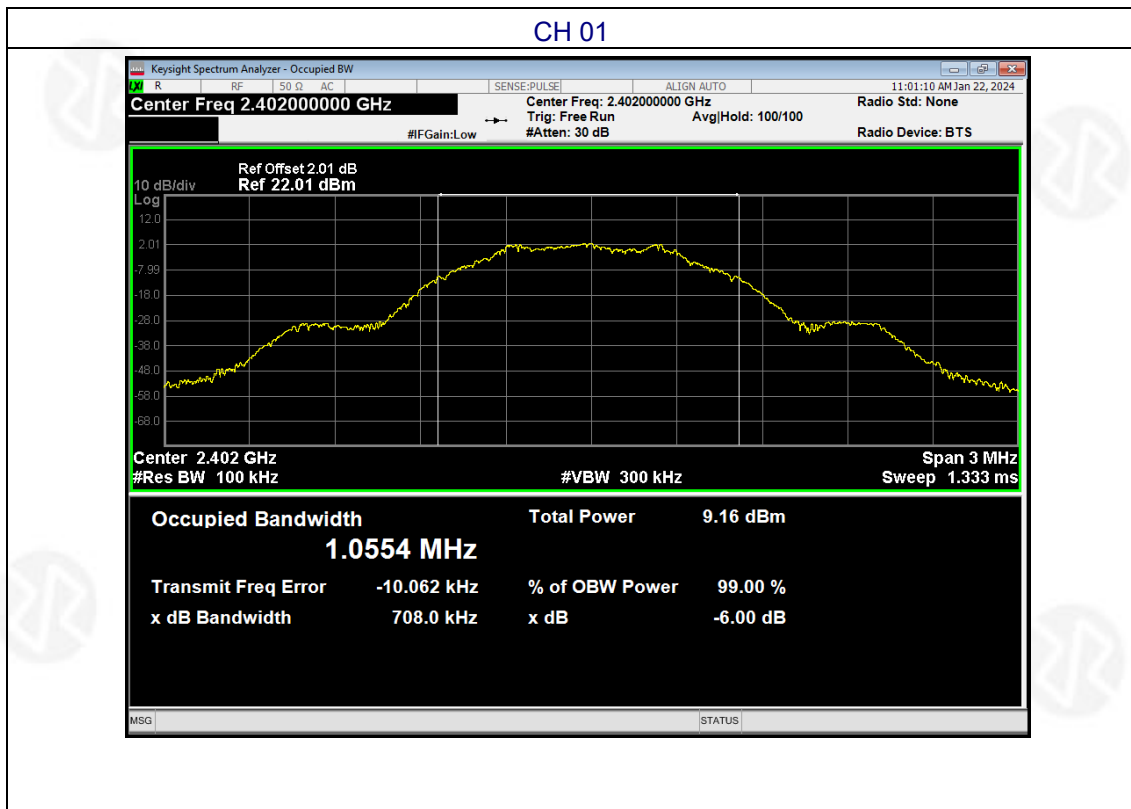 CH 01
Keysight Spectrum Analyzer - Occupied BW
LXI R RF 50 Ω AC SENSE:PULSE ALIGN AUTO 11:01:10 AM Jan 22, 2024
Center Freq 2.402000000 GHz
Center Freq: 2.402000000 GHz Radio Std: None
Trig: Free Run Avg|Hold: 100/100
#IFGain:Low #Atten: 30 dB Radio Device: BTS
Ref Offset 2.01 dB
10 dB/div Ref 22.01 dBm
Log
12.0
2.01
-7.99
-18.0
-28.0
-38.0
-48.0
-58.0
-68.0
Center 2.402 GHz Span 3 MHz
#Res BW 100 kHz #VBW 300 kHz Sweep 1.333 ms
Occupied Bandwidth Total Power 9.16 dBm
1.0554 MHz
Transmit Freq Error -10.062 kHz % of OBW Power 99.00 %
x dB Bandwidth 708.0 kHz x dB -6.00 dB
MSG STATUS